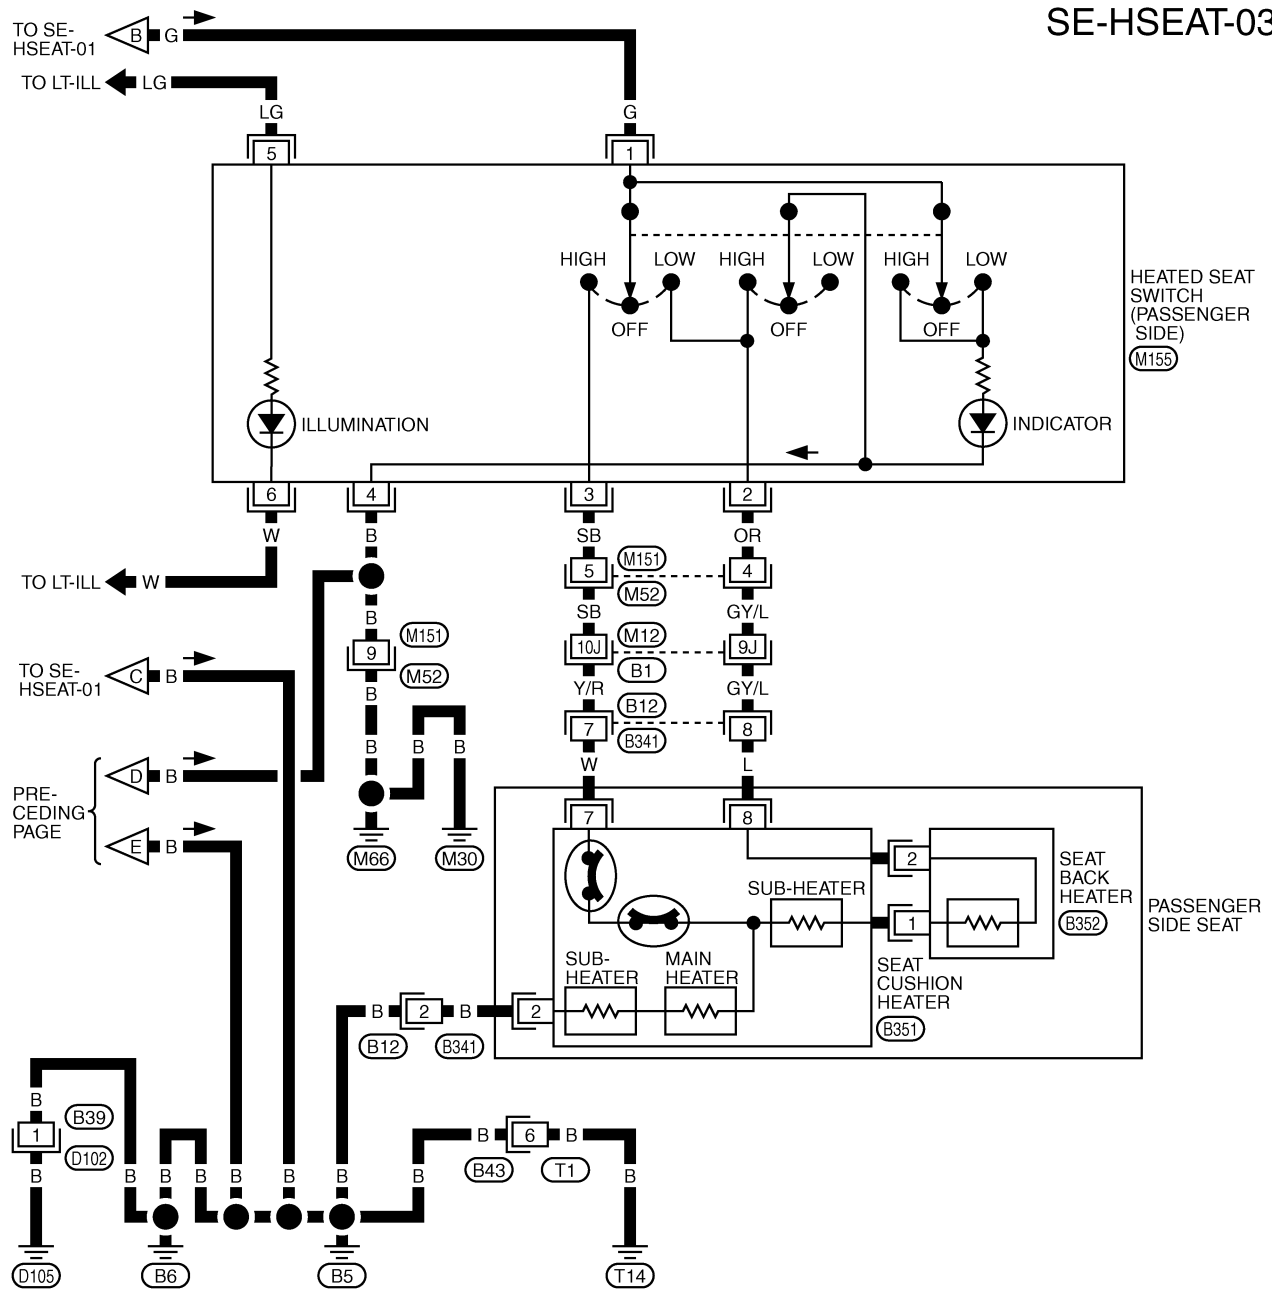 SE-HSEAT-03
TO SE-
HSEAT-01
B
G
TO LT-ILL
LG
LG
G
5
1
HIGH
LOW
HIGH
LOW
HIGH
LOW
OFF
OFF
OFF
HEATED SEAT
SWITCH
(PASSENGER
SIDE)
M155
ILLUMINATION
INDICATOR
6
4
3
2
W
B
SB
OR
TO LT-ILL
W
5
M151
M52
4
B
SB
GY/L
9
M151
M52
10J
M12
B1
9J
TO SE-
HSEAT-01
C
B
B
Y/R
GY/L
B12
7
B341
8
B
B
B
W
L
PRE-
CEDING
PAGE
D
B
E
B
M66
M30
7
8
2
SEAT
BACK
HEATER
B352
PASSENGER
SIDE SEAT
SUB-HEATER
1
SUB-
HEATER
MAIN
HEATER
SEAT
CUSHION
HEATER
B351
B
2
B
2
B12
B341
B
B39
1
D102
B
B
B
B
B
B
B
B
B
6
B
B43
T1
B
D105
B6
B5
T14